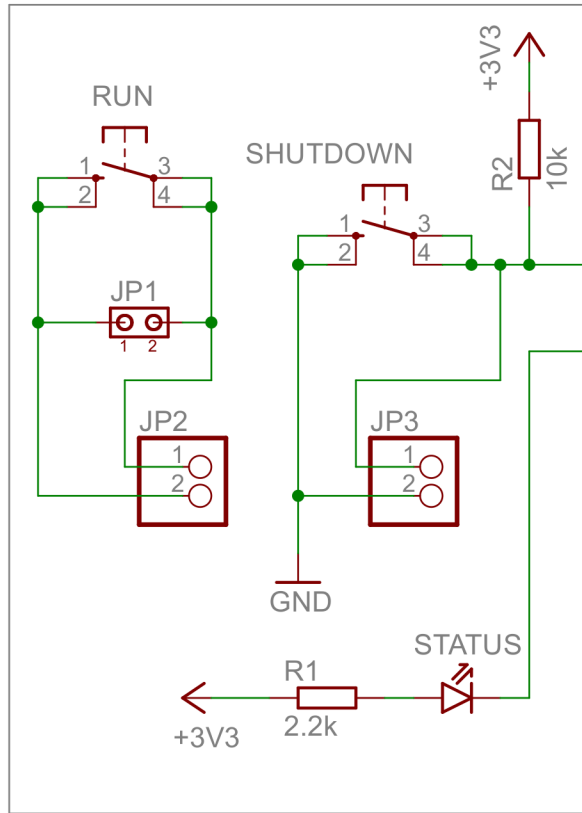 +3V3
RUN
1 3
2 4
R2 10k
SHUTDOWN
1 3
2 4
JP1
1 2
JP2
1
2
JP3
1
2
GND
STATUS
R1
+3V3
2.2k